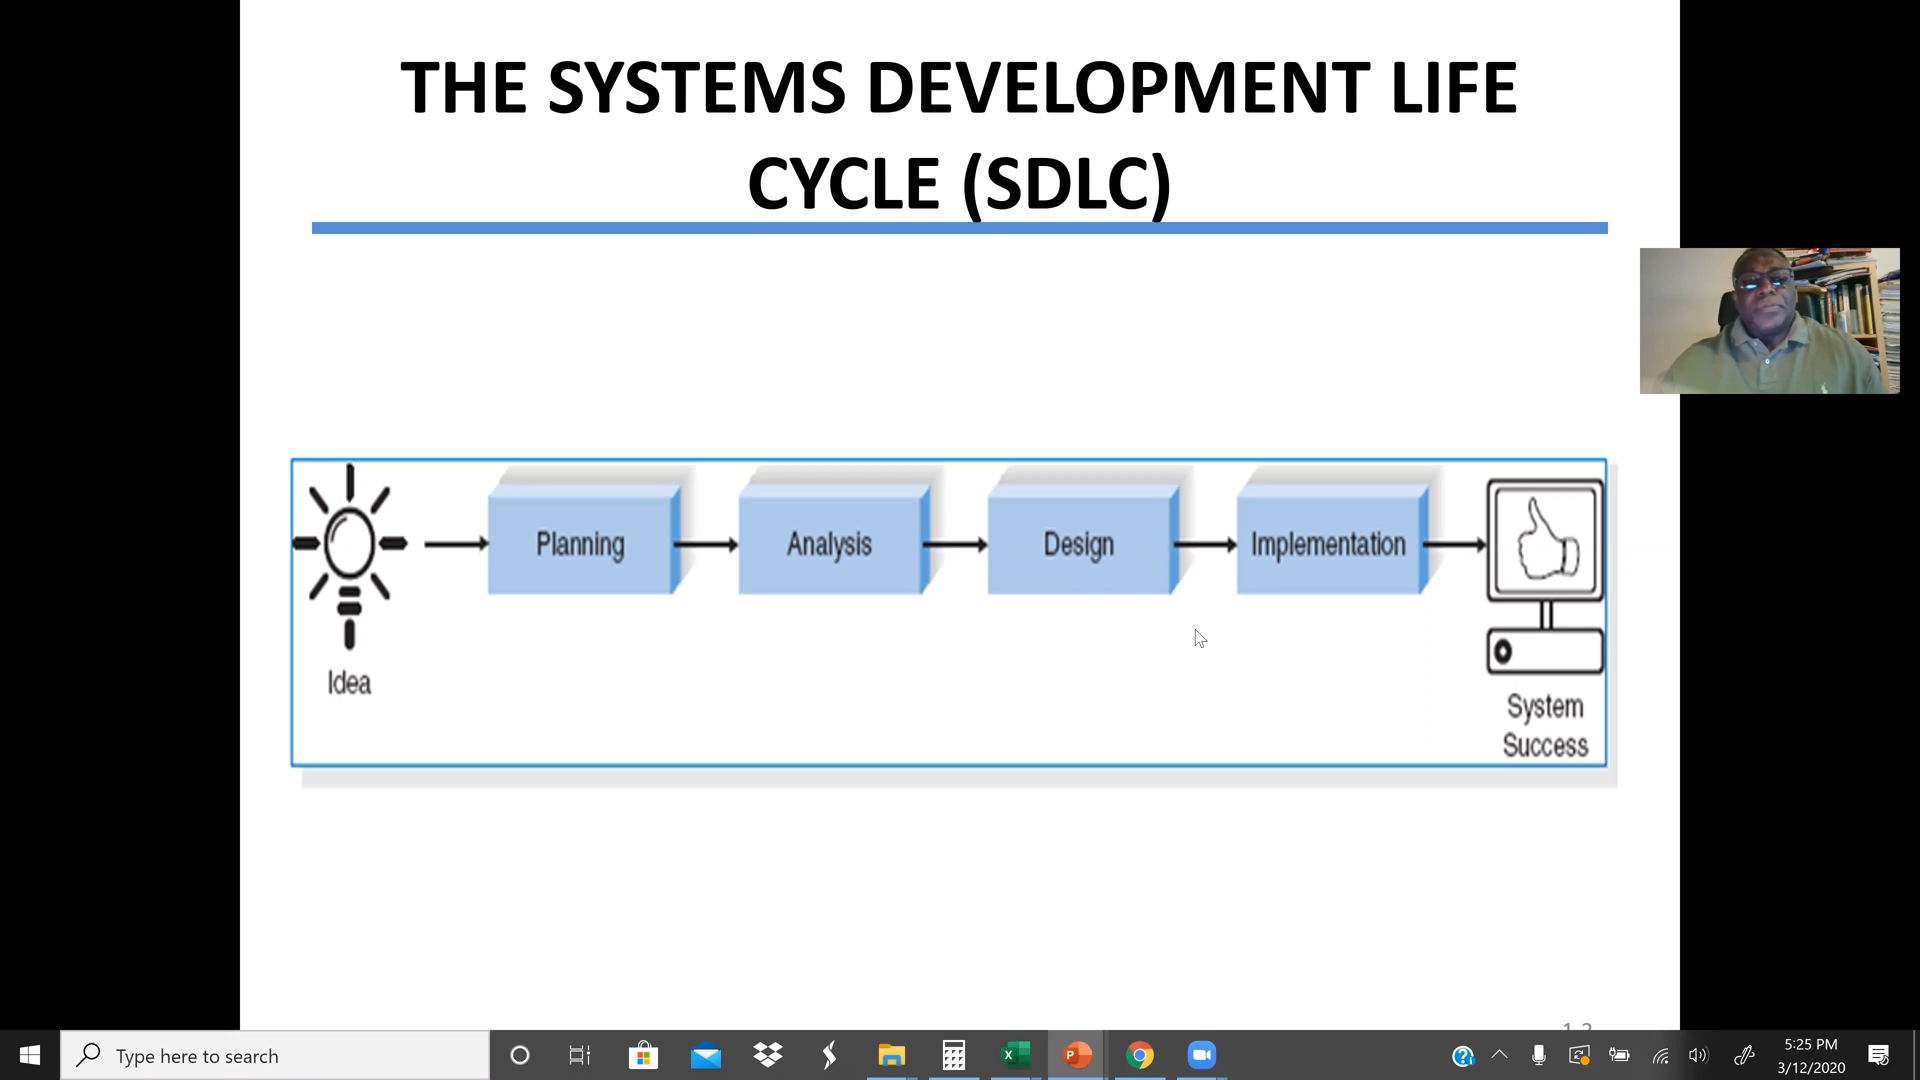 THE SYSTEMS DEVELOPMENT LIFE
CYCLE (SDLC)
Planning
Analysis
Design
Implementation
Idea
System
Success
Type here to search
5:25 PM
3/12/2020